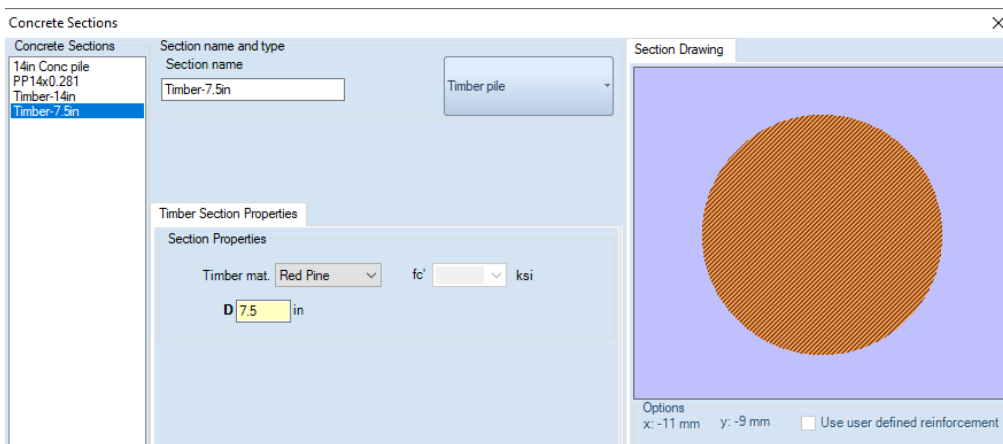 Concrete Sections
Concrete Sections
14in Conc pile
PP14x0.281
Timber-14in
Timber-7.5in
Section name and type
Section name
Timber-7.5in
Timber pile
Timber Section Properties
Section Properties
Timber mat. Red Pine fc' ksi
D 7.5 in
Section Drawing
Options
x: -11 mm y: -9 mm Use user defined reinforcement